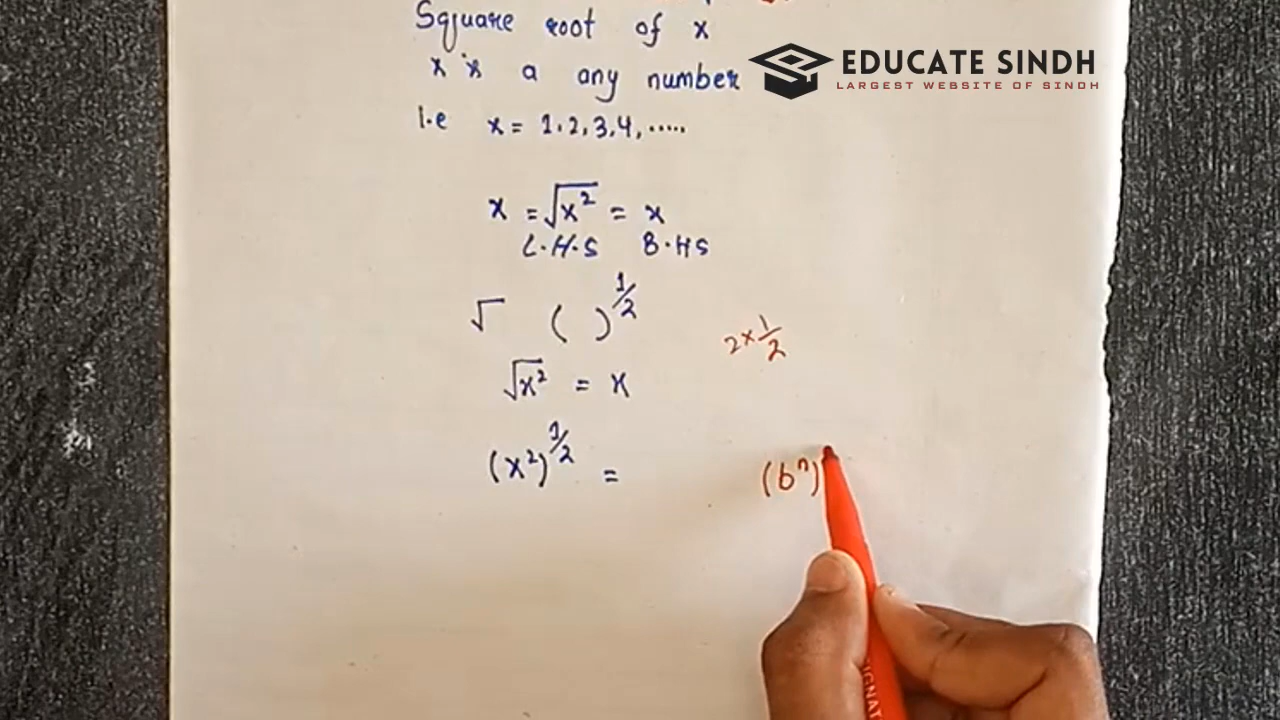 Square root of x
x is a any number
EDUCATE SINDH
LARGEST WEBSITE OF SINDH
I.e x = 1,2,3,4,.....
x = √x² = x
L.H.S R.H.S
√ ( )^1/2
2×1/2
√x² = x
(x²)^1/2 =
(bⁿ)